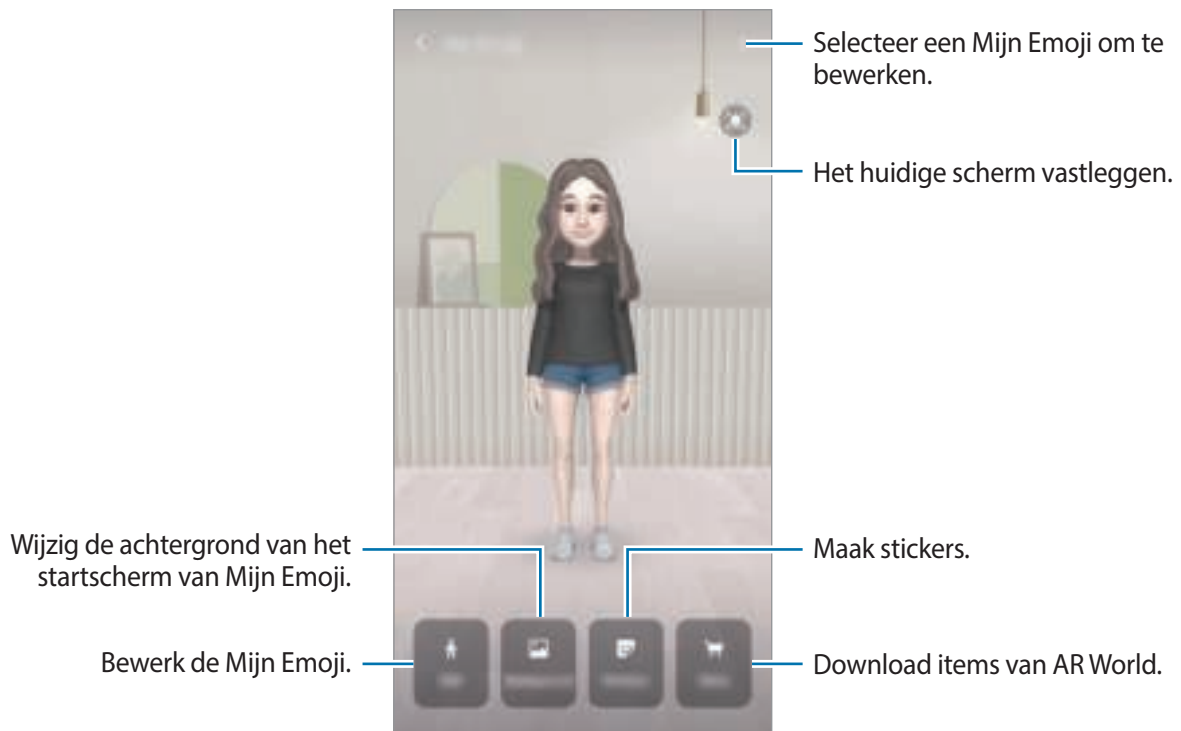 Selecteer een Mijn Emoji om te
bewerken.
Het huidige scherm vastleggen.
Wijzig de achtergrond van het
startscherm van Mijn Emoji.
Maak stickers.
Bewerk de Mijn Emoji.
Download items van AR World.